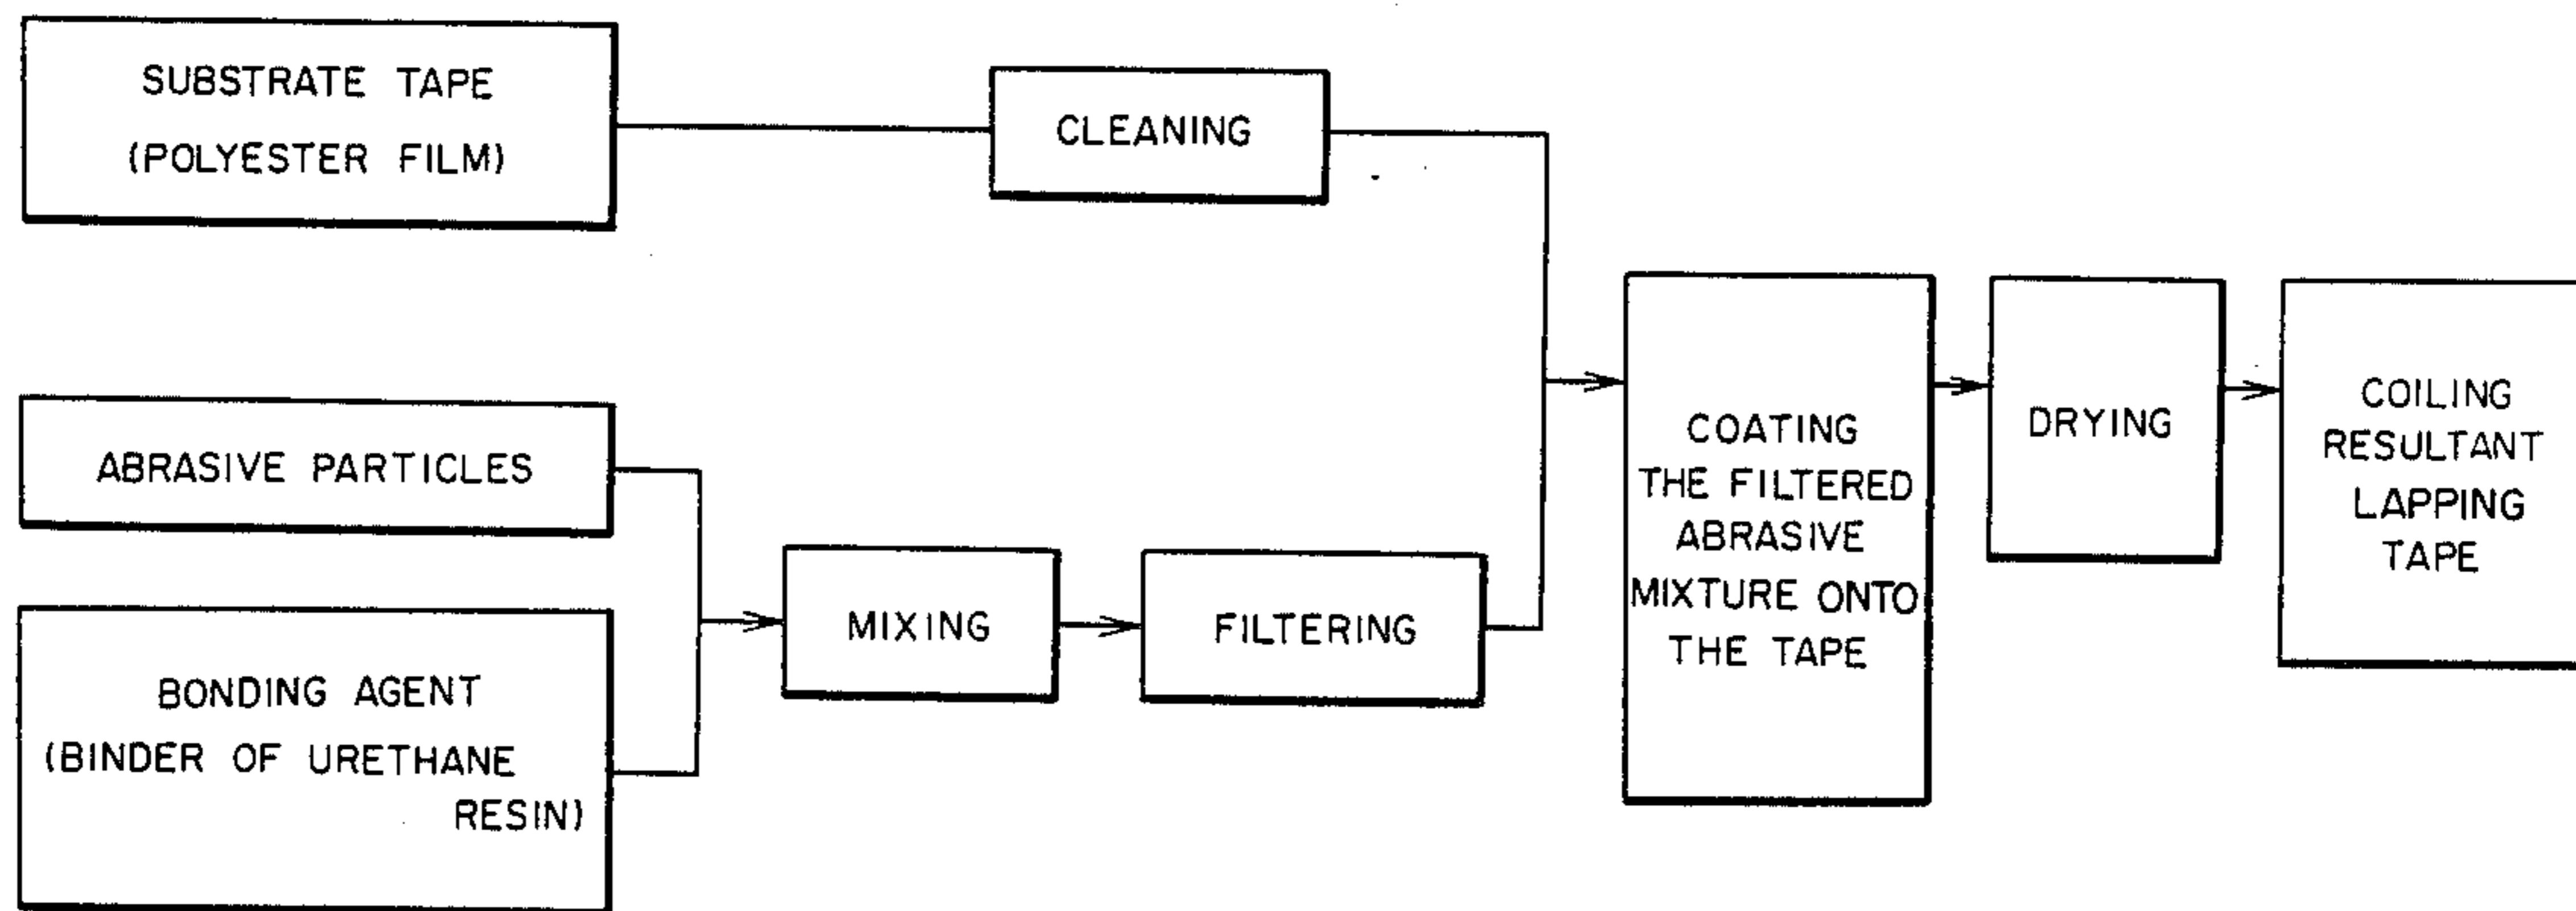 SUBSTRATE TAPE
(POLYESTER FILM)
CLEANING
ABRASIVE PARTICLES
BONDING AGENT
(BINDER OF URETHANE
RESIN)
MIXING
FILTERING
COATING
THE FILTERED
ABRASIVE
MIXTURE ONTO
THE TAPE
DRYING
COILING
RESULTANT
LAPPING
TAPE